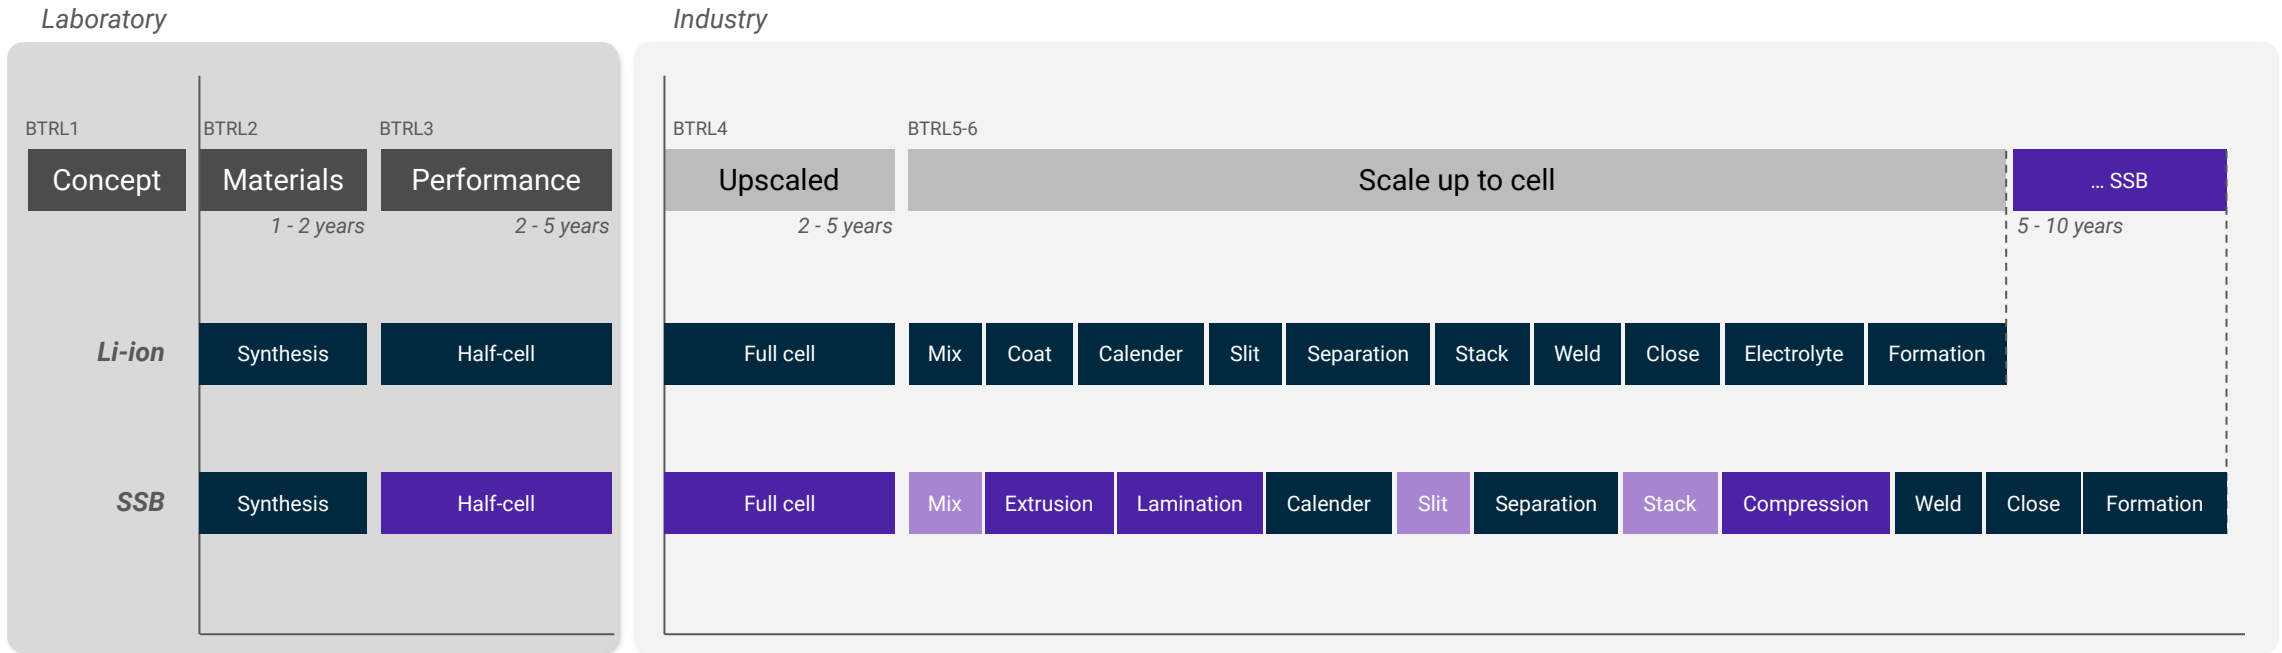 Laboratory
Industry
BTRL1
BTRL2
BTRL3
BTRL4
BTRL5-6
Concept
Materials
Performance
Upscaled
Scale up to cell
... SSB
1 - 2 years
2 - 5 years
2 - 5 years
5 - 10 years
Li-ion
Synthesis
Half-cell
Full cell
Mix
Coat
Calender
Slit
Separation
Stack
Weld
Close
Electrolyte
Formation
SSB
Synthesis
Half-cell
Full cell
Mix
Extrusion
Lamination
Calender
Slit
Separation
Stack
Compression
Weld
Close
Formation